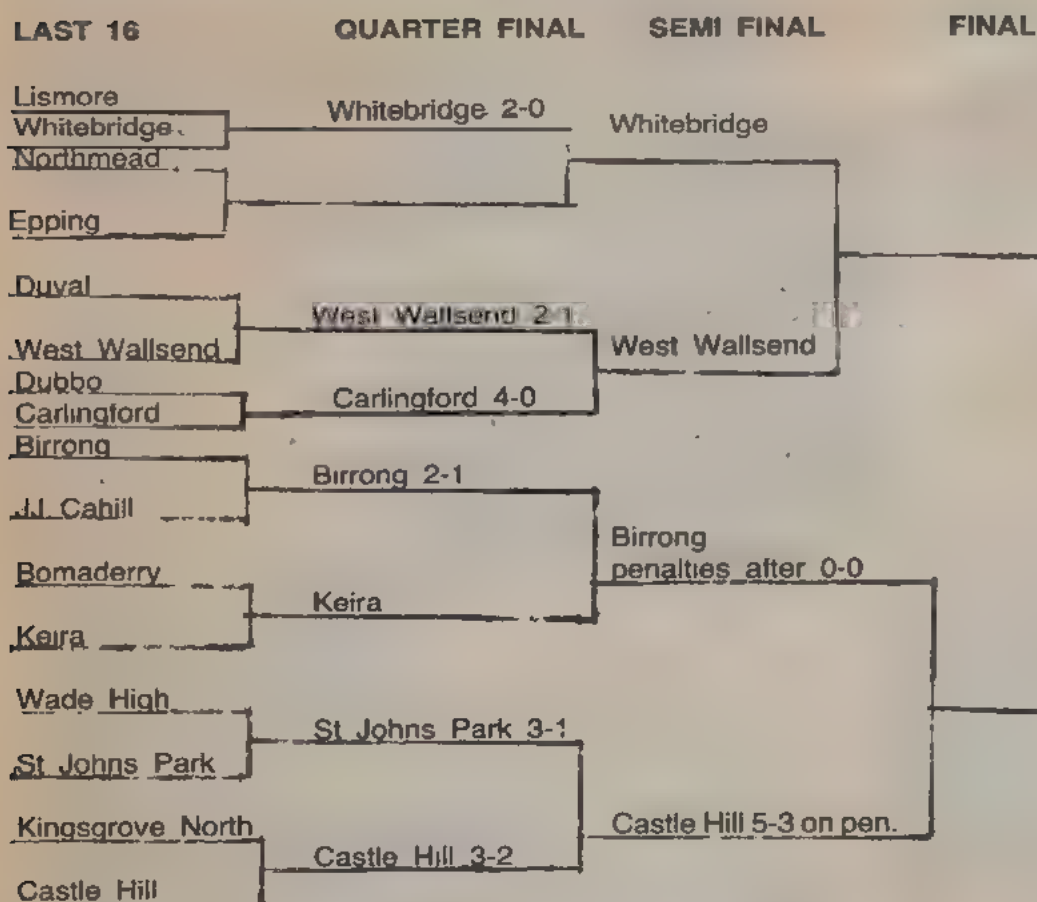 LAST 16 QUARTER FINAL SEMI FINAL FINAL
Lismore
Whitebridge
Northmead
Epping
Duval
West Wallsend
Dubbo
Carlingford
Birrong
J.J. Cahill
Bomaderry
Keira
Wade High
St Johns Park
Kingsgrove North
Castle Hill
Whitebridge 2-0
West Wallsend 2-1
Carlingford 4-0
Birrong 2-1
Keira
St Johns Park 3-1
Castle Hill 3-2
Whitebridge
West Wallsend
Birrong
penalties after 0-0
Castle Hill 5-3 on pen.